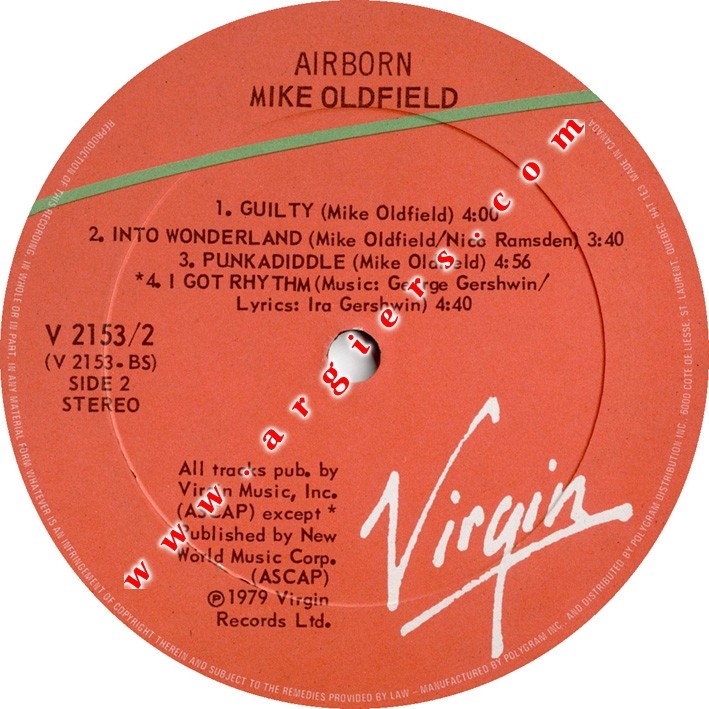 AIRBORN
MIKE OLDFIELD
1. GUILTY (Mike Oldfield) 4:00
2. INTO WONDERLAND (Mike Oldfield/Nico Ramsden) 3:40
3. PUNKADIDDLE (Mike Oldfield) 4:56
*4. I GOT RHYTHM (Music: George Gershwin/
Lyrics: Ira Gershwin) 4:40
V 2153/2
(V 2153-BS)
SIDE 2
STEREO
All tracks pub. by
Virgin Music, Inc.
(ASCAP) except *
Published by New
World Music Corp.
(ASCAP)
℗1979 Virgin
Records Ltd.
Virgin
www.argiers.com
REPRODUCTION OF THIS RECORDING, IN WHOLE OR IN PART, IN ANY MATERIAL FORM WHATEVER IS AN INFRINGEMENT OF COPYRIGHT THEREIN AND SUBJECT TO THE REMEDIES PROVIDED BY LAW – MANUFACTURED BY POLYGRAM INC. AND DISTRIBUTED BY POLYGRAM DISTRIBUTION INC. 6000 COTE DE LIESSE, ST LAURENT, QUEBEC H4T 1E3 MADE IN CANADA